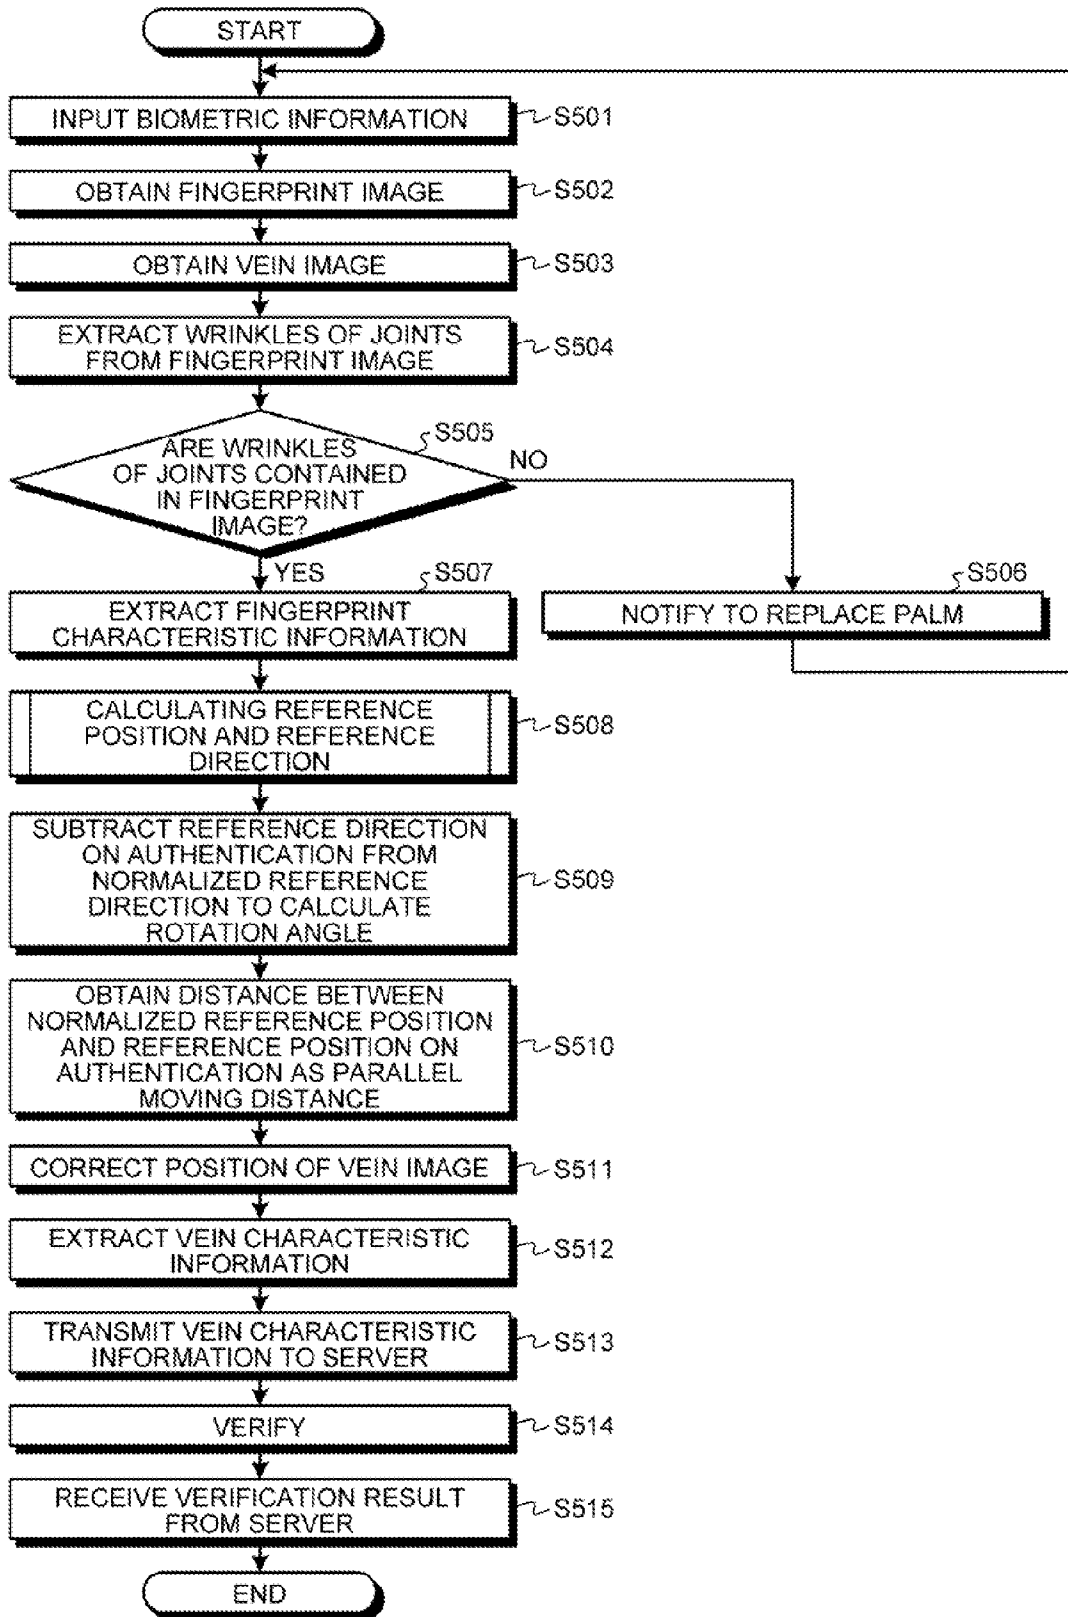 START
INPUT BIOMETRIC INFORMATION
S501
OBTAIN FINGERPRINT IMAGE
S502
OBTAIN VEIN IMAGE
S503
EXTRACT WRINKLES OF JOINTS
FROM FINGERPRINT IMAGE
S504
ARE WRINKLES
OF JOINTS CONTAINED
IN FINGERPRINT
IMAGE?
S505
NO
YES
S507
EXTRACT FINGERPRINT
CHARACTERISTIC INFORMATION
S506
NOTIFY TO REPLACE PALM
CALCULATING REFERENCE
POSITION AND REFERENCE
DIRECTION
S508
SUBTRACT REFERENCE DIRECTION
ON AUTHENTICATION FROM
NORMALIZED REFERENCE
DIRECTION TO CALCULATE
ROTATION ANGLE
S509
OBTAIN DISTANCE BETWEEN
NORMALIZED REFERENCE POSITION
AND REFERENCE POSITION ON
AUTHENTICATION AS PARALLEL
MOVING DISTANCE
S510
CORRECT POSITION OF VEIN IMAGE
S511
EXTRACT VEIN CHARACTERISTIC
INFORMATION
S512
TRANSMIT VEIN CHARACTERISTIC
INFORMATION TO SERVER
S513
VERIFY
S514
RECEIVE VERIFICATION RESULT
FROM SERVER
S515
END